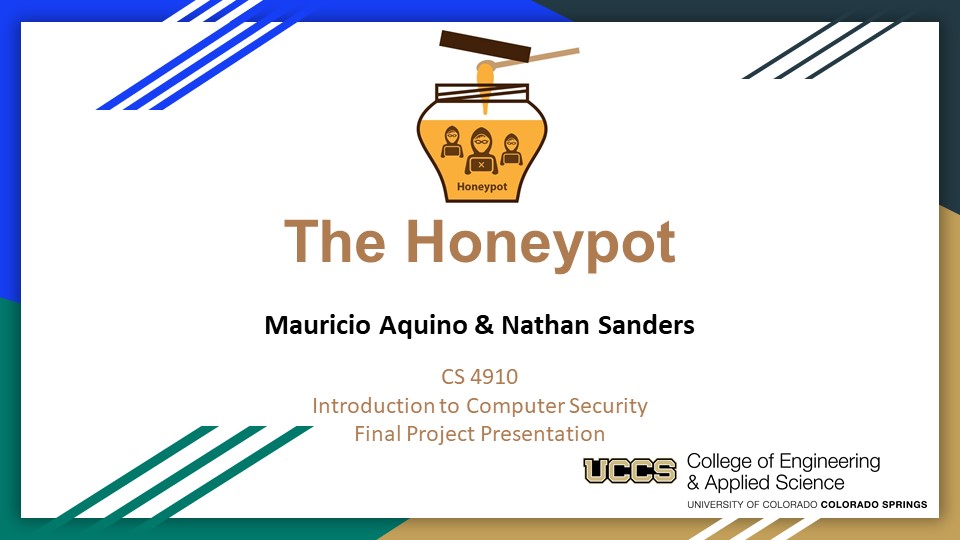 Honeypot
The Honeypot
Mauricio Aquino & Nathan Sanders
CS 4910
Introduction to Computer Security
Final Project Presentation
UCCS
College of Engineering
& Applied Science
UNIVERSITY OF COLORADO COLORADO SPRINGS